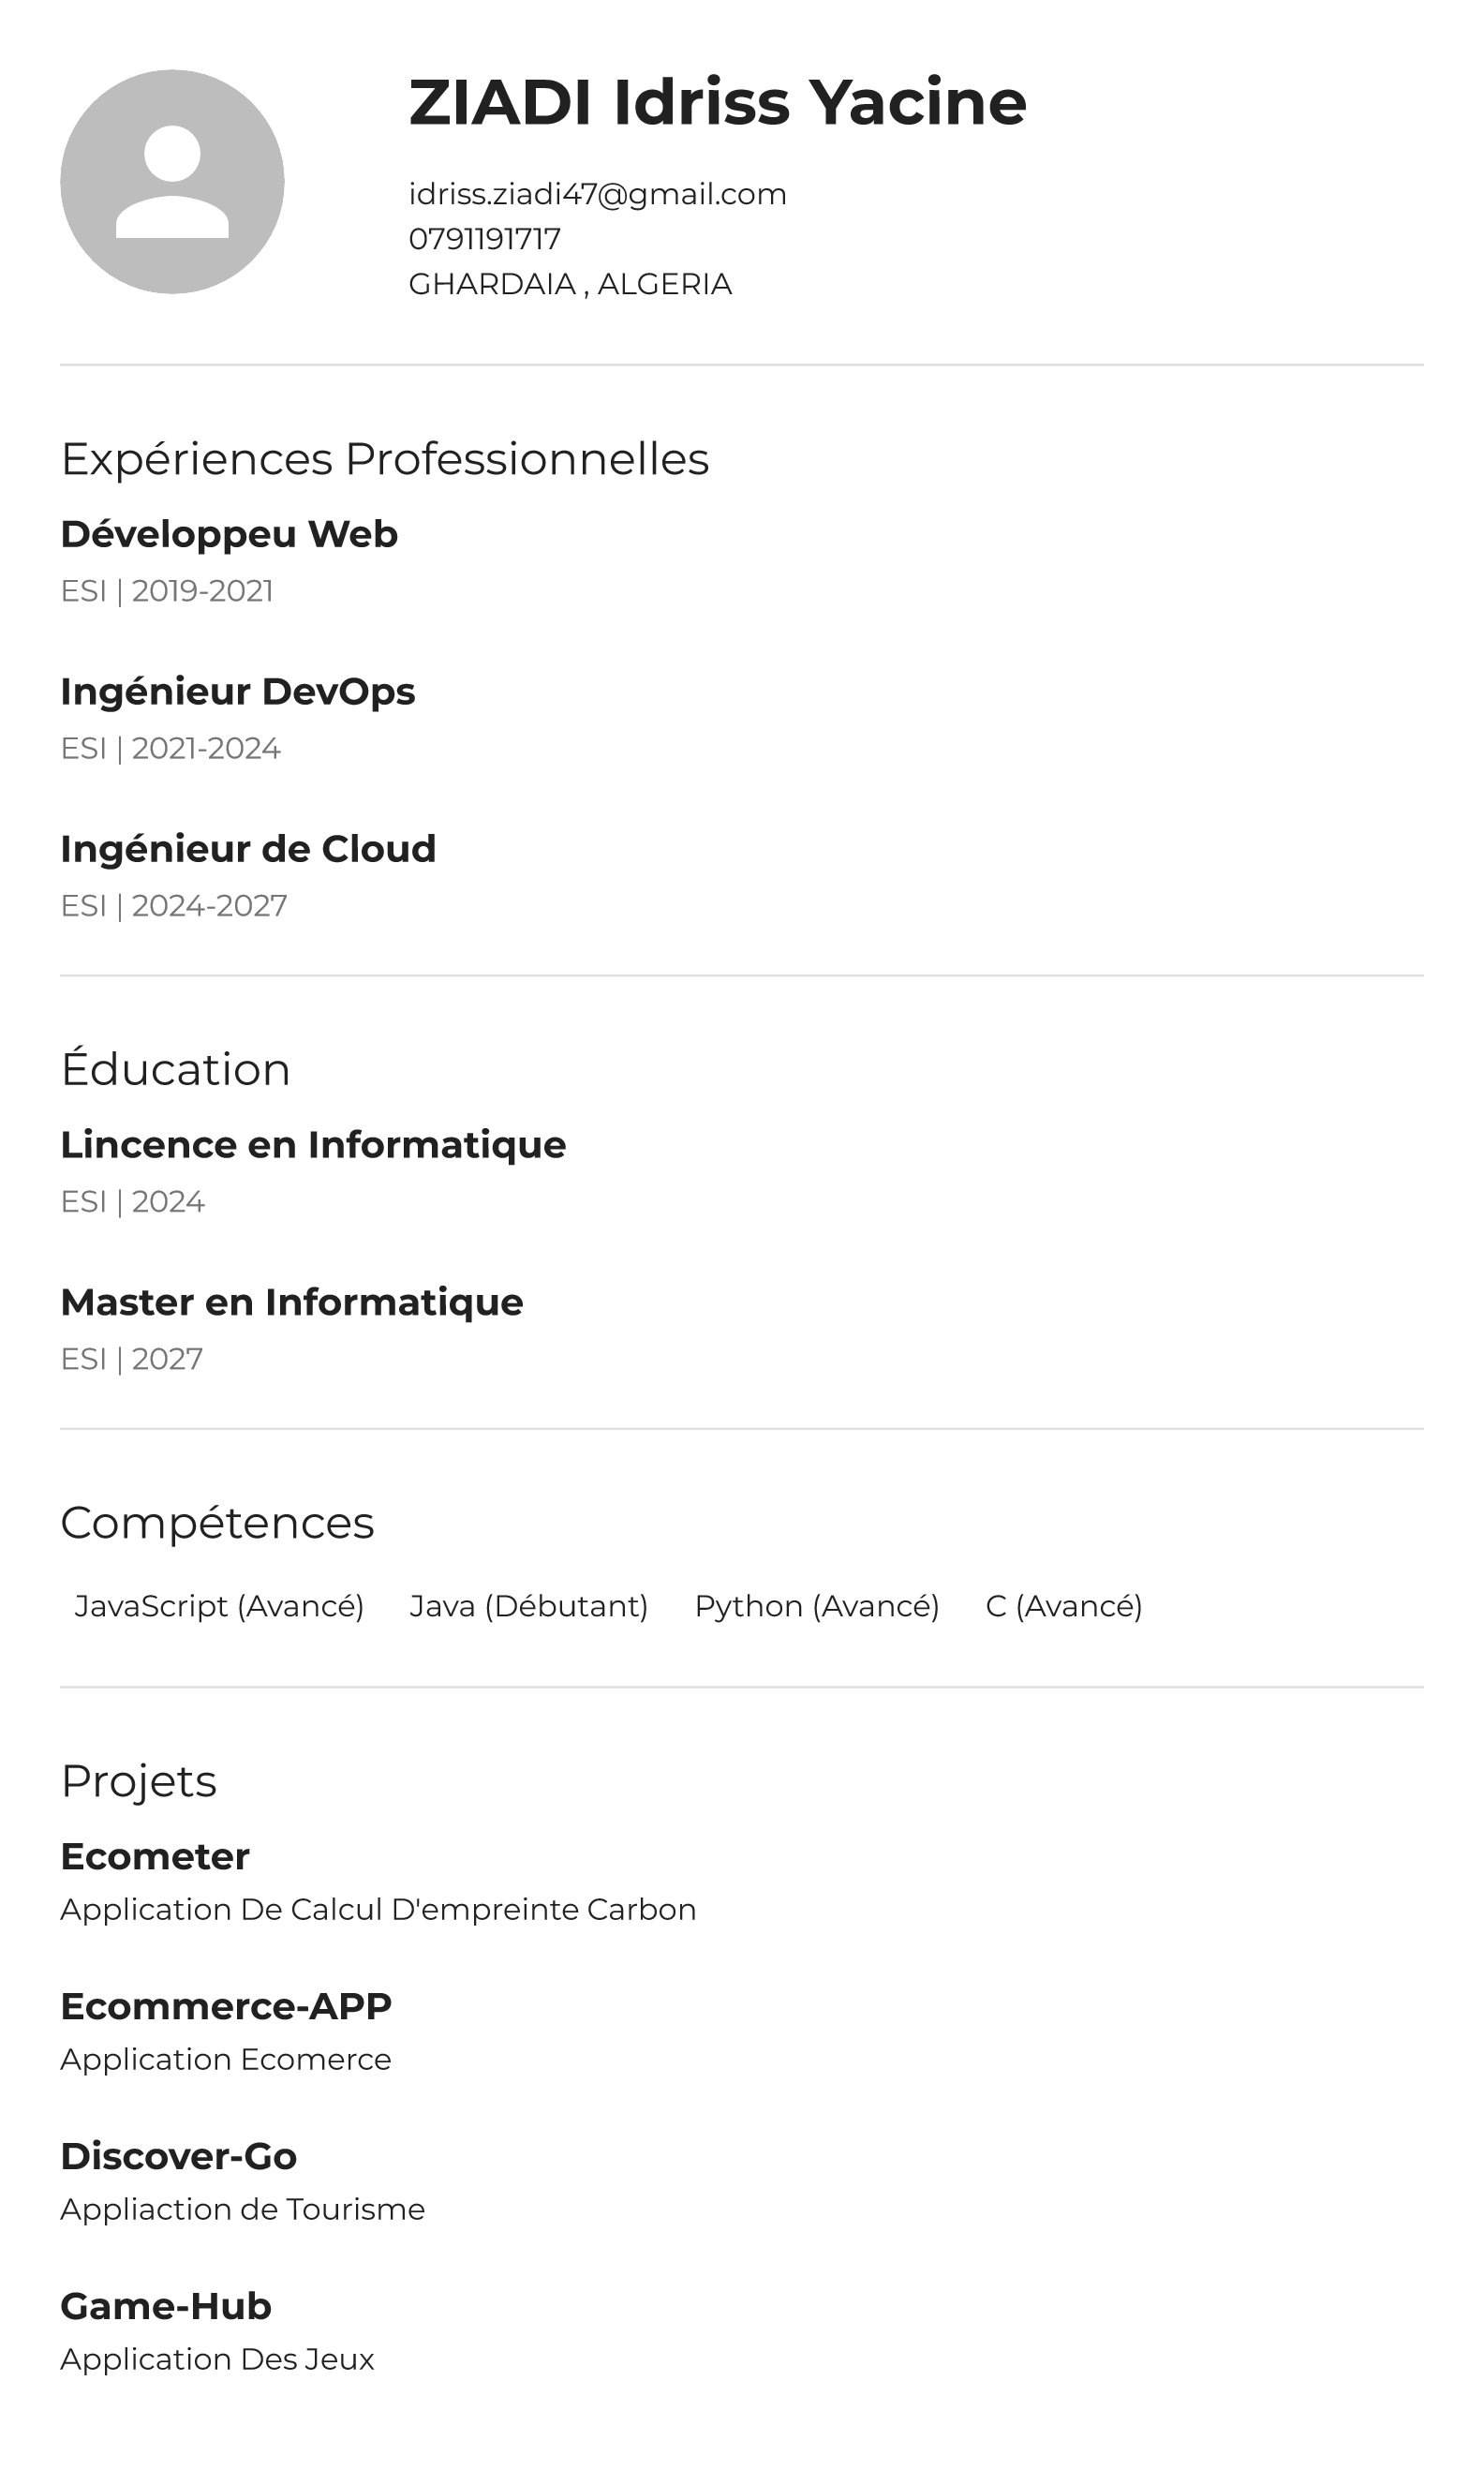 ZIADI Idriss Yacine
idriss.ziadi47@gmail.com
0791191717
GHARDAIA , ALGERIA
Expériences Professionnelles
Développeu Web
ESI | 2019-2021
Ingénieur DevOps
ESI | 2021-2024
Ingénieur de Cloud
ESI | 2024-2027
Éducation
Lincence en Informatique
ESI | 2024
Master en Informatique
ESI | 2027
Compétences
JavaScript (Avancé) Java (Débutant) Python (Avancé) C (Avancé)
Projets
Ecometer
Application De Calcul D'empreinte Carbon
Ecommerce-APP
Application Ecomerce
Discover-Go
Appliaction de Tourisme
Game-Hub
Application Des Jeux